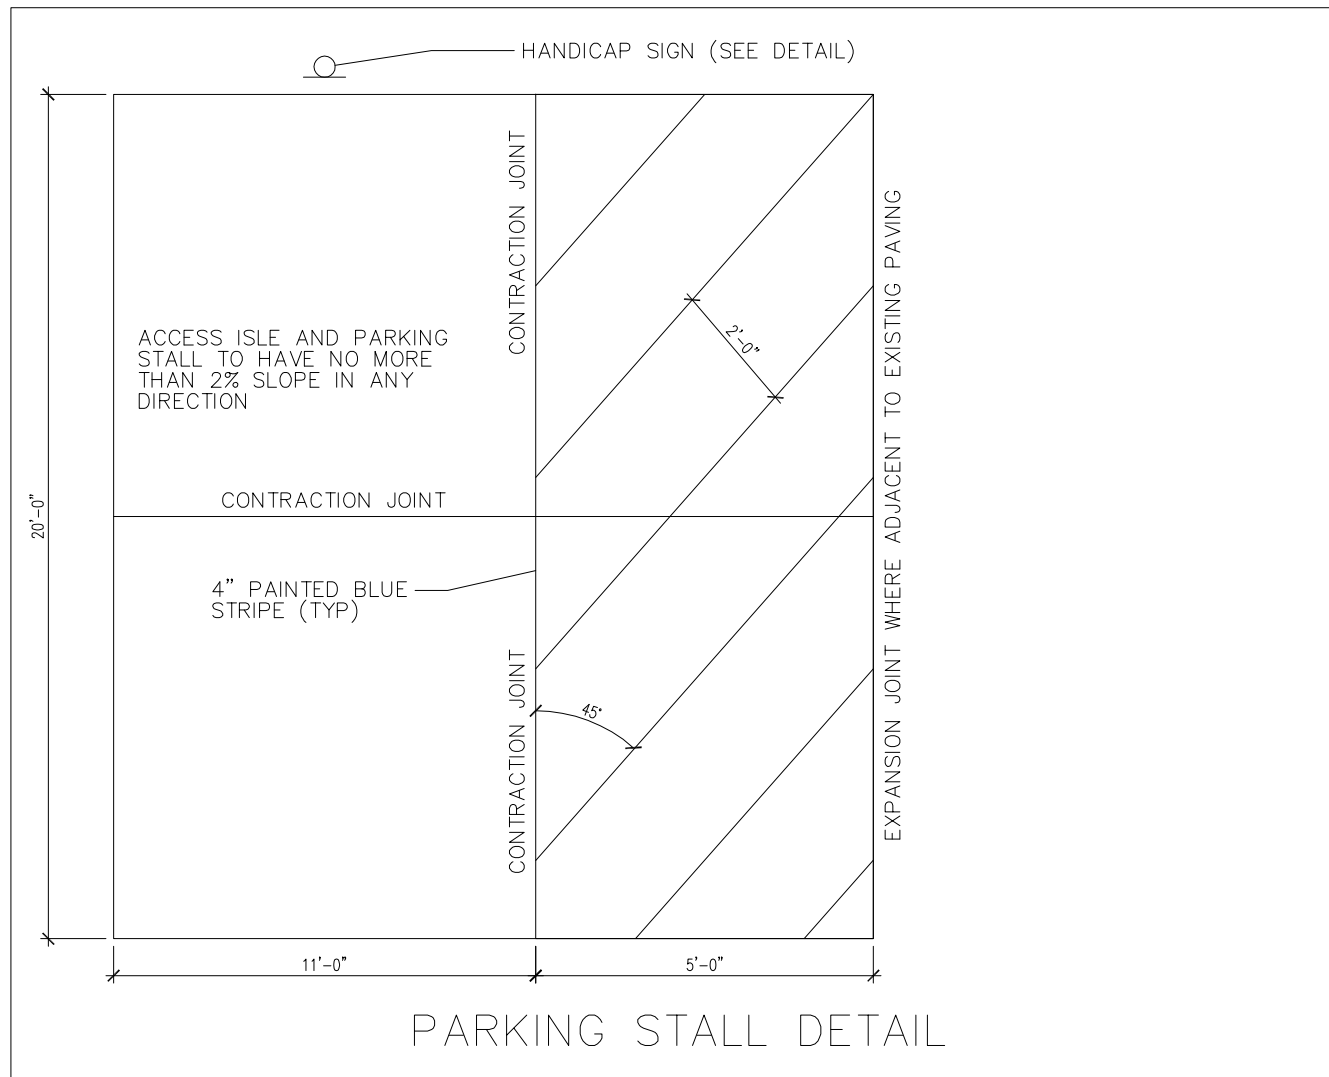 HANDICAP SIGN (SEE DETAIL)
CONTRACTION JOINT
EXPANSION JOINT WHERE ADJACENT TO EXISTING PAVING
2'-0"
ACCESS ISLE AND PARKING
STALL TO HAVE NO MORE
THAN 2% SLOPE IN ANY
DIRECTION
20'-0"
CONTRACTION JOINT
4" PAINTED BLUE
STRIPE (TYP)
CONTRACTION JOINT
45°
11'-0"
5'-0"
PARKING STALL DETAIL